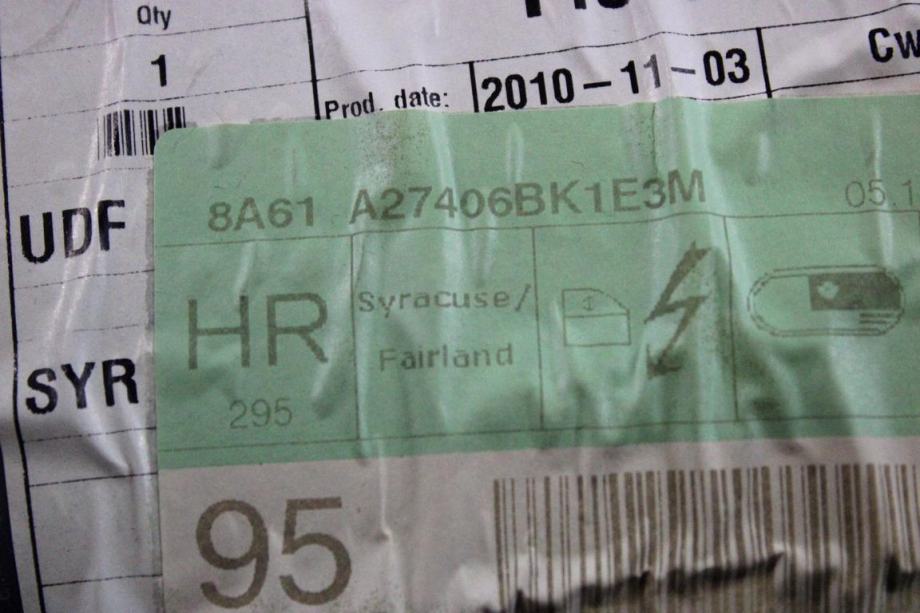 Qty
1
Prod. date: 2010-11-03
Cw
UDF
8A61 A27406BK1E3M 05.1
HR
Syracuse/
Fairland
SYR
295
95